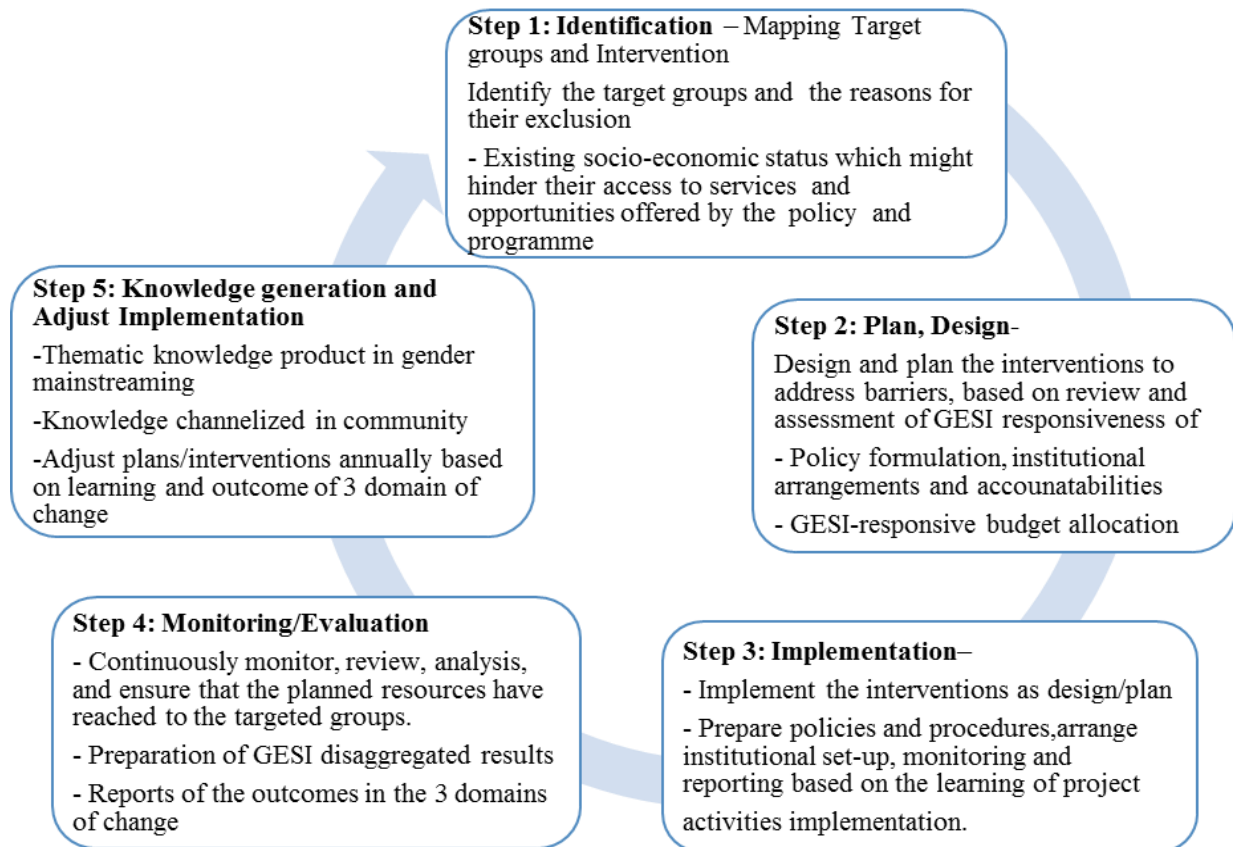 Step 1: Identification – Mapping Target
groups and Intervention
Identify the target groups and the reasons for
their exclusion
- Existing socio-economic status which might
hinder their access to services and
opportunities offered by the policy and
programme
Step 2: Plan, Design-
Design and plan the interventions to
address barriers, based on review and
assessment of GESI responsiveness of
- Policy formulation, institutional
arrangements and accounatabilities
- GESI-responsive budget allocation
Step 3: Implementation–
- Implement the interventions as design/plan
- Prepare policies and procedures,arrange
institutional set-up, monitoring and
reporting based on the learning of project
activities implementation.
Step 4: Monitoring/Evaluation
- Continuously monitor, review, analysis,
and ensure that the planned resources have
reached to the targeted groups.
- Preparation of GESI disaggregated results
- Reports of the outcomes in the 3 domains
of change
Step 5: Knowledge generation and
Adjust Implementation
-Thematic knowledge product in gender
mainstreaming
-Knowledge channelized in community
-Adjust plans/interventions annually based
on learning and outcome of 3 domain of
change